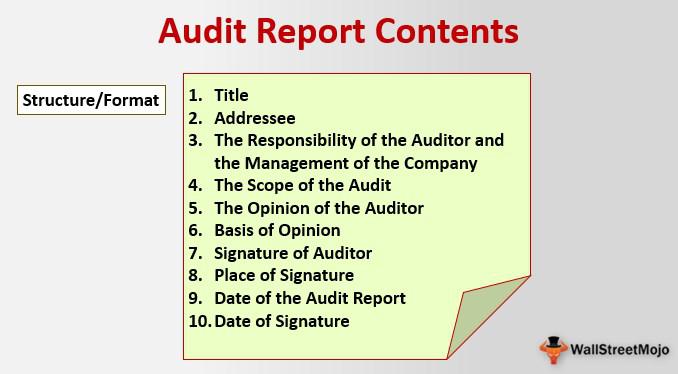 Audit Report Contents
Structure/Format
1. Title
2. Addressee
3. The Responsibility of the Auditor and
the Management of the Company
4. The Scope of the Audit
5. The Opinion of the Auditor
6. Basis of Opinion
7. Signature of Auditor
8. Place of Signature
9. Date of the Audit Report
10. Date of Signature
WallStreetMojo